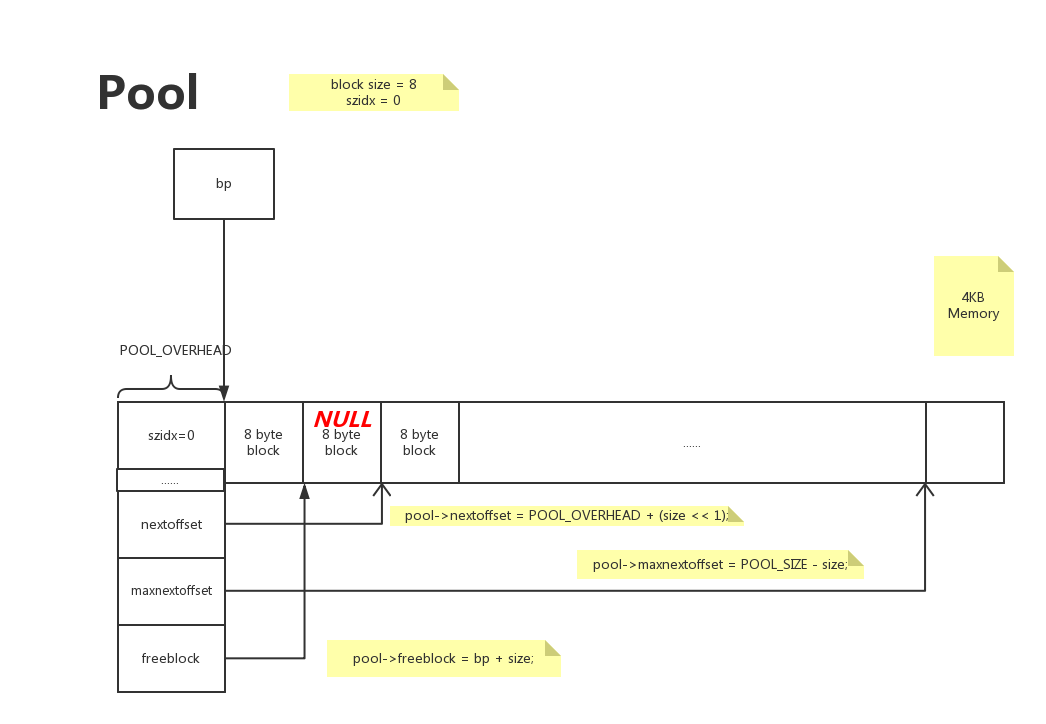 Pool
block size = 8
szidx = 0
bp
4KB
Memory
POOL_OVERHEAD
szidx=0
8 byte
block
NULL
8 byte
block
8 byte
block
......
......
nextoffset
pool->nextoffset = POOL_OVERHEAD + (size << 1);
maxnextoffset
pool->maxnextoffset = POOL_SIZE - size;
freeblock
pool->freeblock = bp + size;